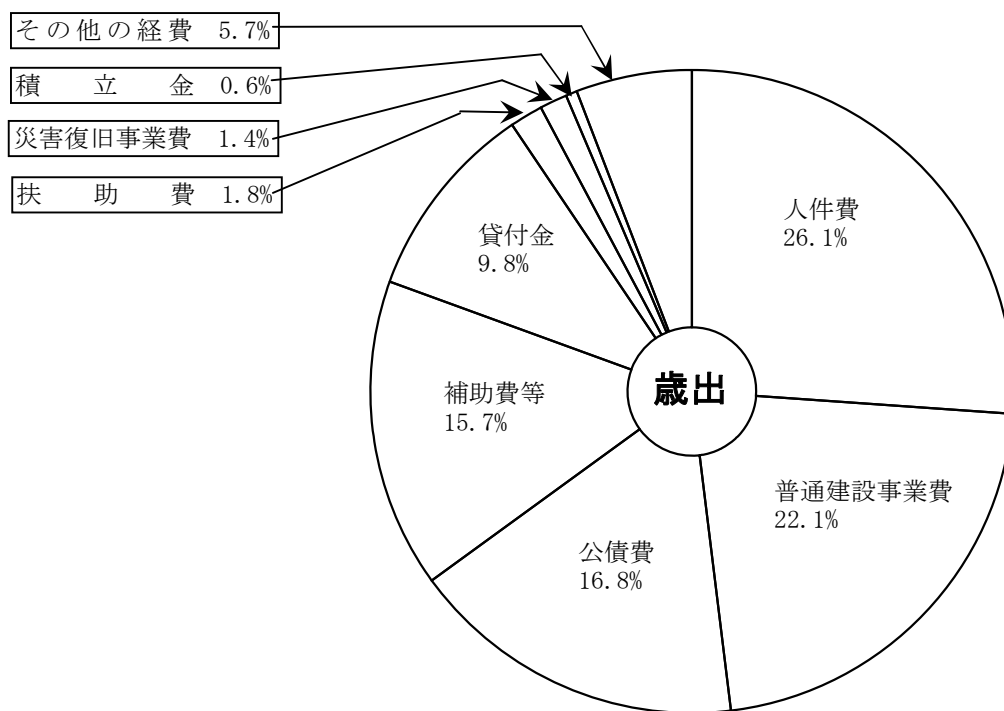 その他の経費 5.7%
積立金 0.6%
災害復旧事業費 1.4%
扶助費 1.8%
人件費
26.1%
貸付金
9.8%
歳出
補助費等
15.7%
普通建設事業費
22.1%
公債費
16.8%